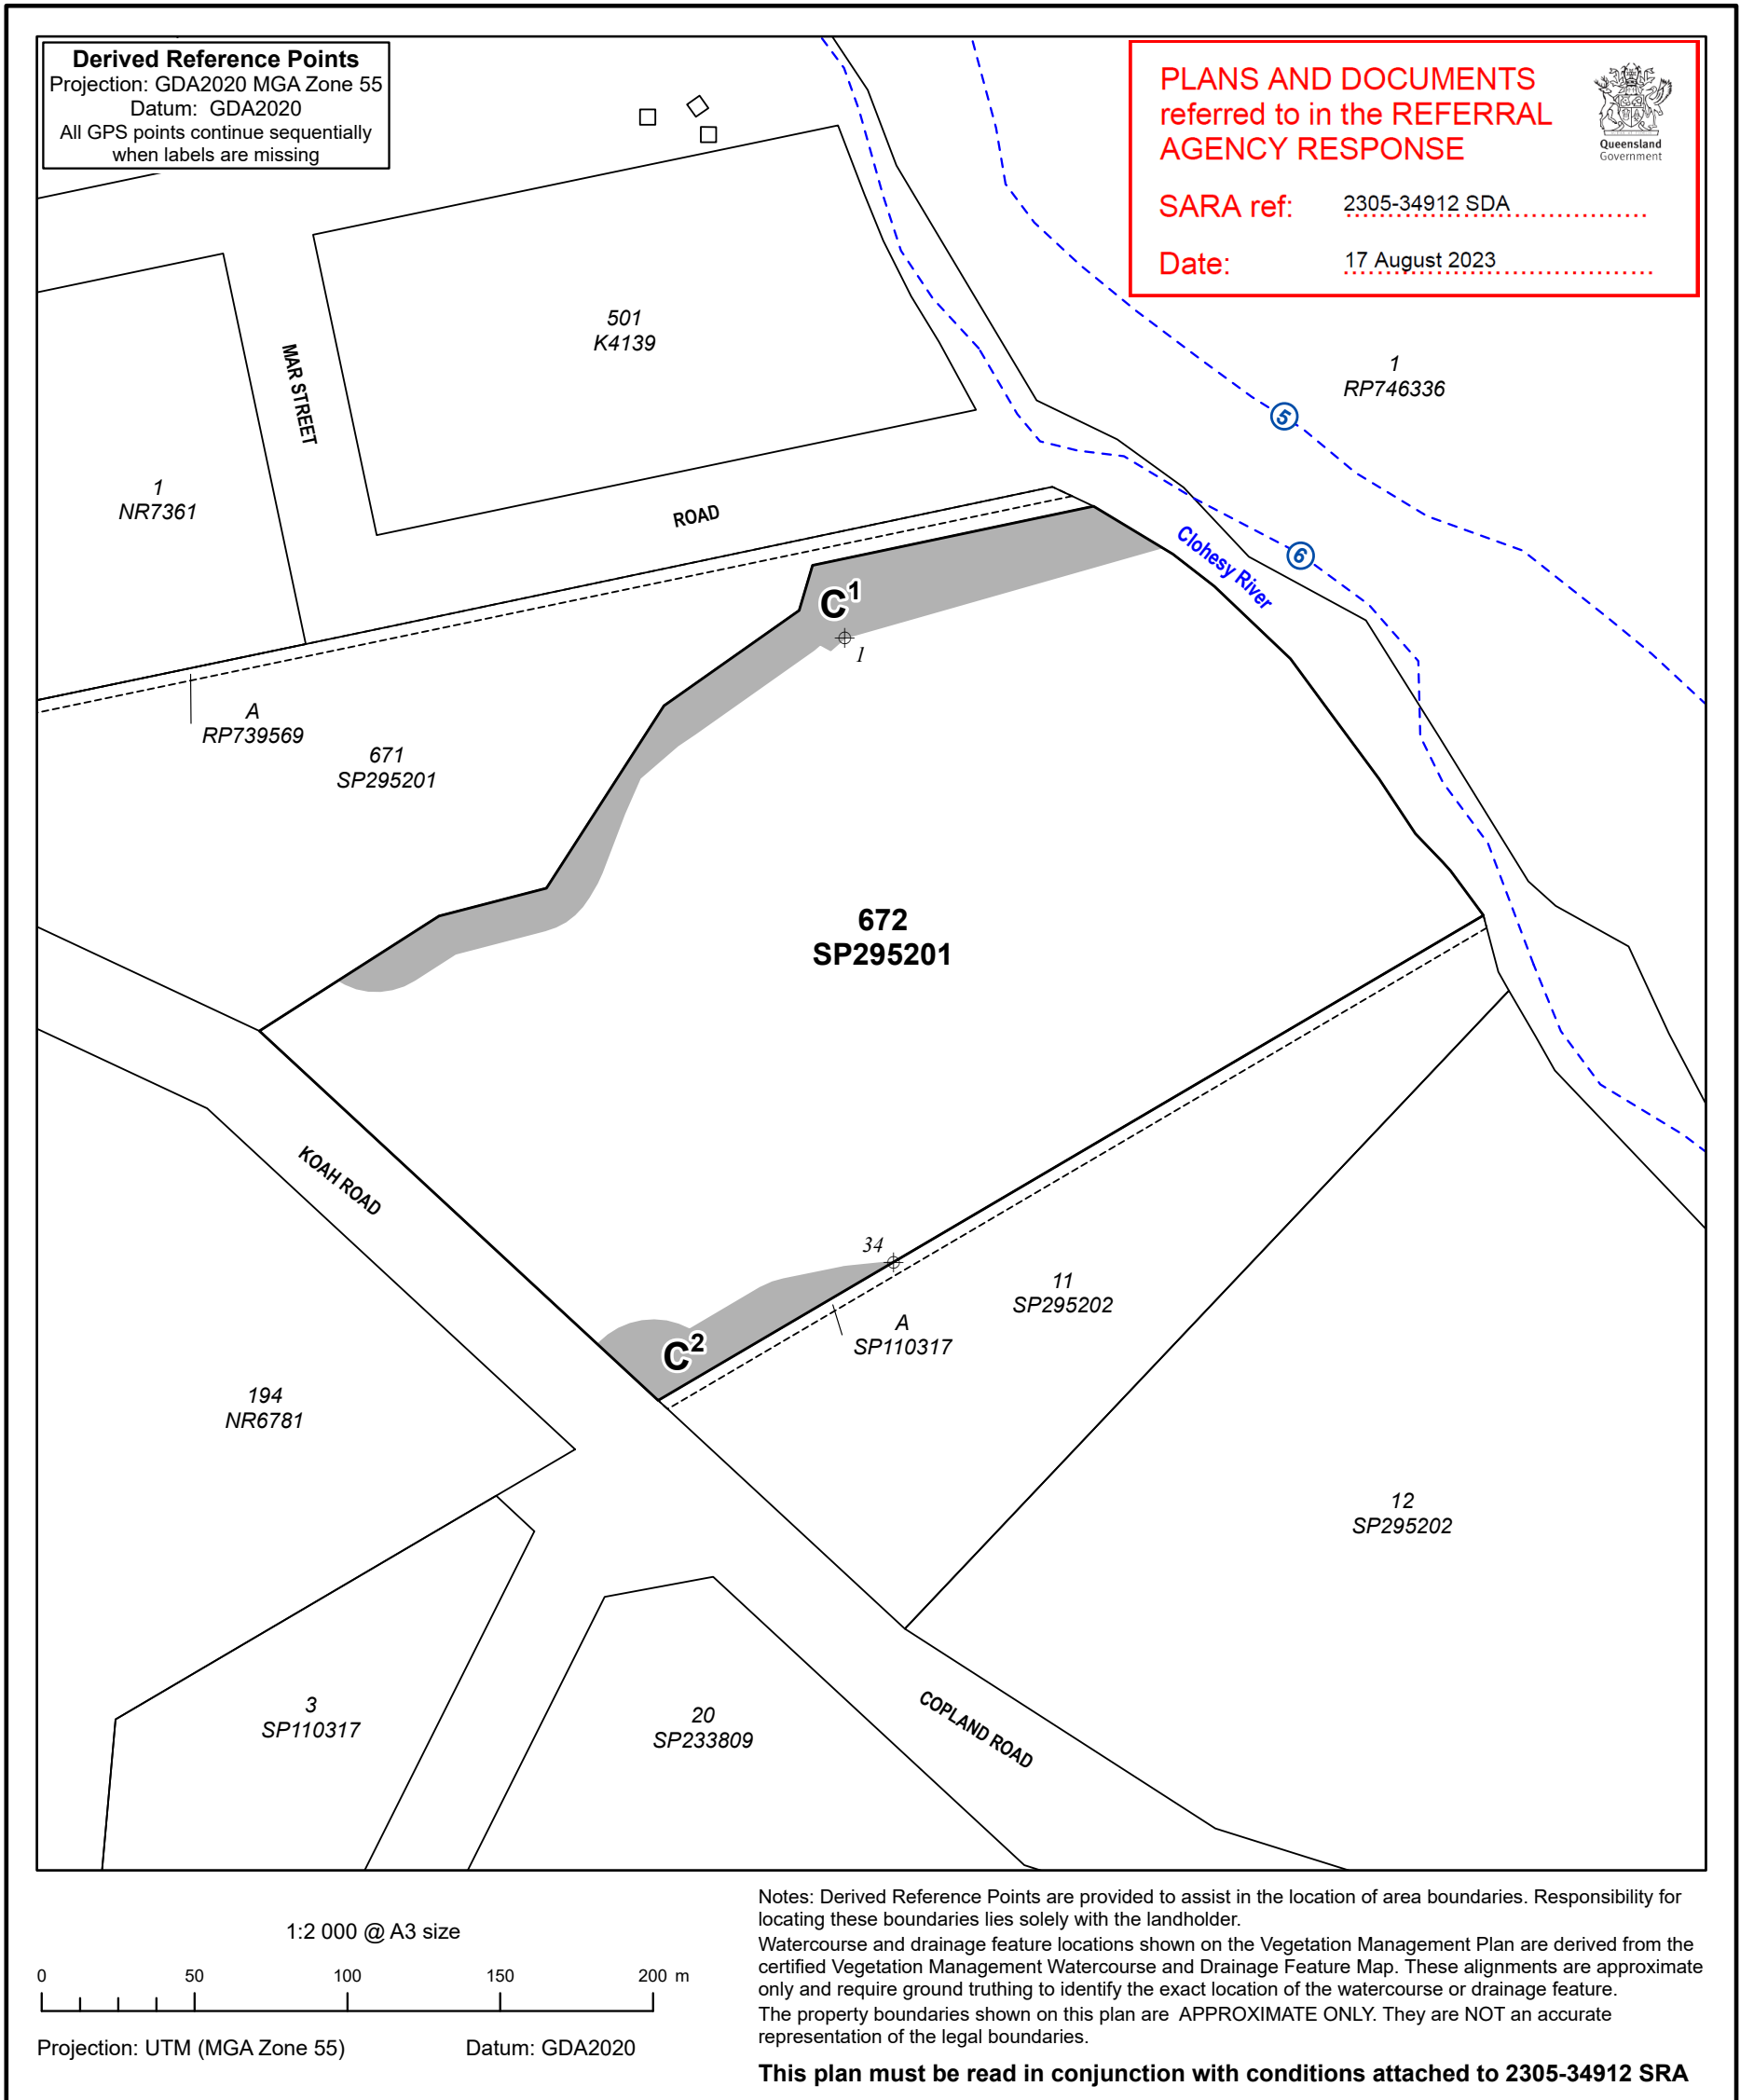 Derived Reference Points
Projection: GDA2020 MGA Zone 55
Datum: GDA2020
All GPS points continue sequentially
when labels are missing
PLANS AND DOCUMENTS
referred to in the REFERRAL
AGENCY RESPONSE
Queensland
Government
SARA ref: 2305-34912 SDA
Date: 17 August 2023
501
K4139
1
RP746336
MAR STREET
5
1
NR7361
ROAD
Clohesy River
6
C1
1
A
RP739569
671
SP295201
672
SP295201
KOAH ROAD
34
11
SP295202
A
SP110317
C2
194
NR6781
12
SP295202
3
SP110317
20
SP233809
COPLAND ROAD
1:2 000 @ A3 size
0 50 100 150 200 m
Projection: UTM (MGA Zone 55) Datum: GDA2020
Notes: Derived Reference Points are provided to assist in the location of area boundaries. Responsibility for
locating these boundaries lies solely with the landholder.
Watercourse and drainage feature locations shown on the Vegetation Management Plan are derived from the
certified Vegetation Management Watercourse and Drainage Feature Map. These alignments are approximate
only and require ground truthing to identify the exact location of the watercourse or drainage feature.
The property boundaries shown on this plan are APPROXIMATE ONLY. They are NOT an accurate
representation of the legal boundaries.
This plan must be read in conjunction with conditions attached to 2305-34912 SRA